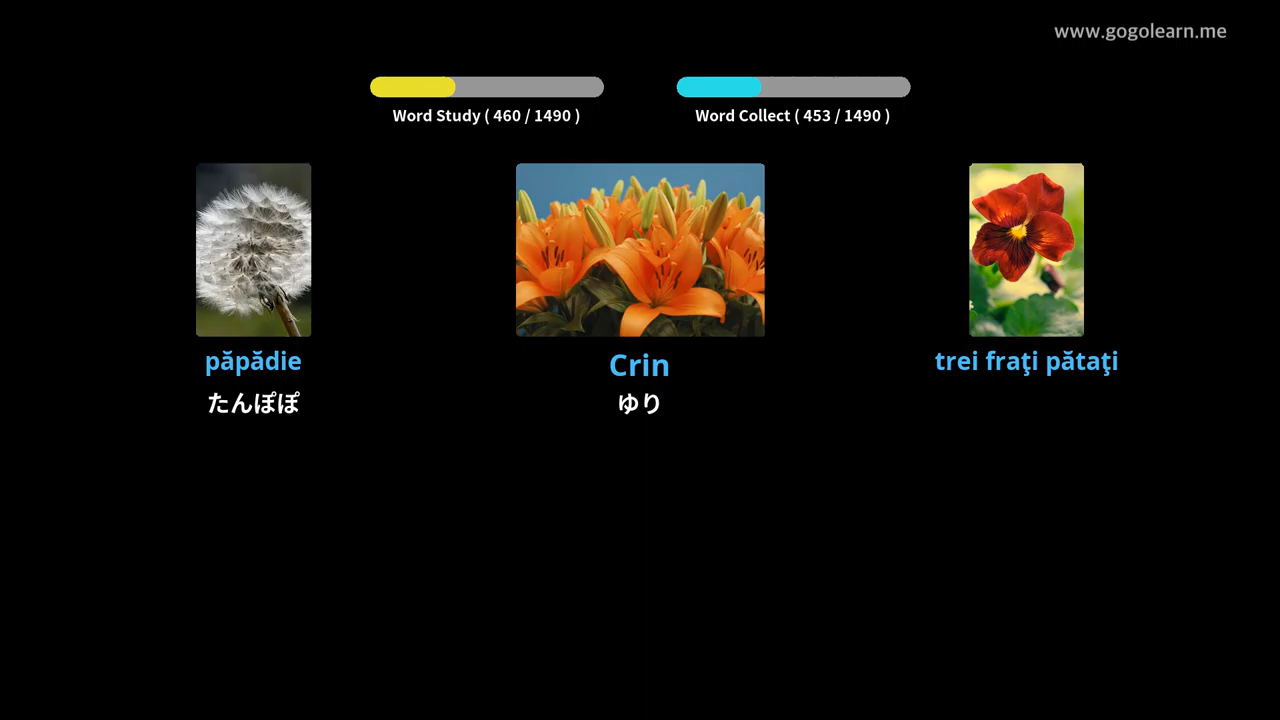 www.gogolearn.me
Word Study ( 460 / 1490 )
Word Collect ( 453 / 1490 )
păpădie
Crin
trei fraţi pătaţi
たんぽぽ
ゆり